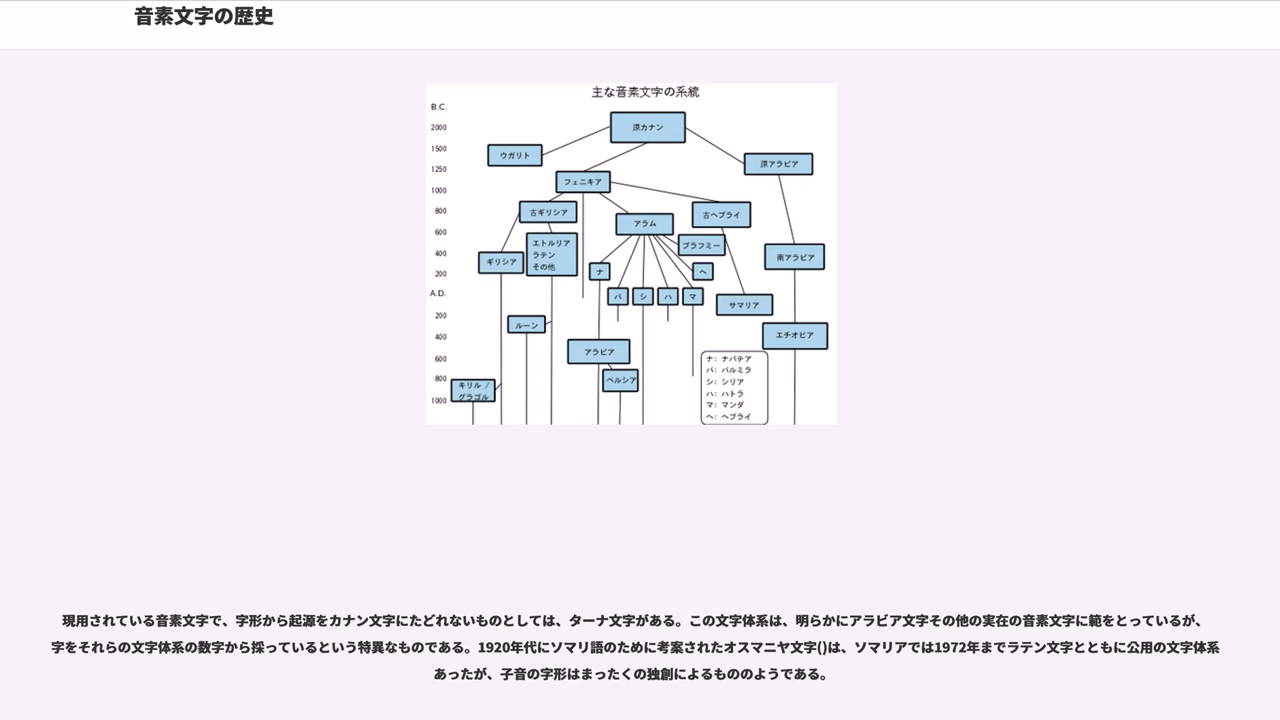 音素文字の歴史
主な音素文字の系統
B.C.
2000
原カナン
1500
ウガリト
原アラビア
1250
フェニキア
1000
800
古ギリシア
アラム
古ヘブライ
600
エトルリア
ラテン
その他
ブラフミー
400
ギリシア
南アラビア
200
ナ
ヘ
A.D.
パ
シ
ハ
マ
サマリア
200
ルーン
400
エチオピア
アラビア
600
ペルシア
800
キリル /
グラゴル
1000
ナ: ナバテア
パ: パルミラ
シ: シリア
ハ: ハトラ
マ: マンダ
ヘ: ヘブライ
現用されている音素文字で、字形から起源をカナン文字にたどれないものとしては、ターナ文字がある。この文字体系は、明らかにアラビア文字その他の実在の音素文字に範をとっているが、
字をそれらの文字体系の数字から採っているという特異なものである。1920年代にソマリ語のために考案されたオスマニヤ文字()は、ソマリアでは1972年までラテン文字とともに公用の文字体系
あったが、子音の字形はまったくの独創によるもののようである。